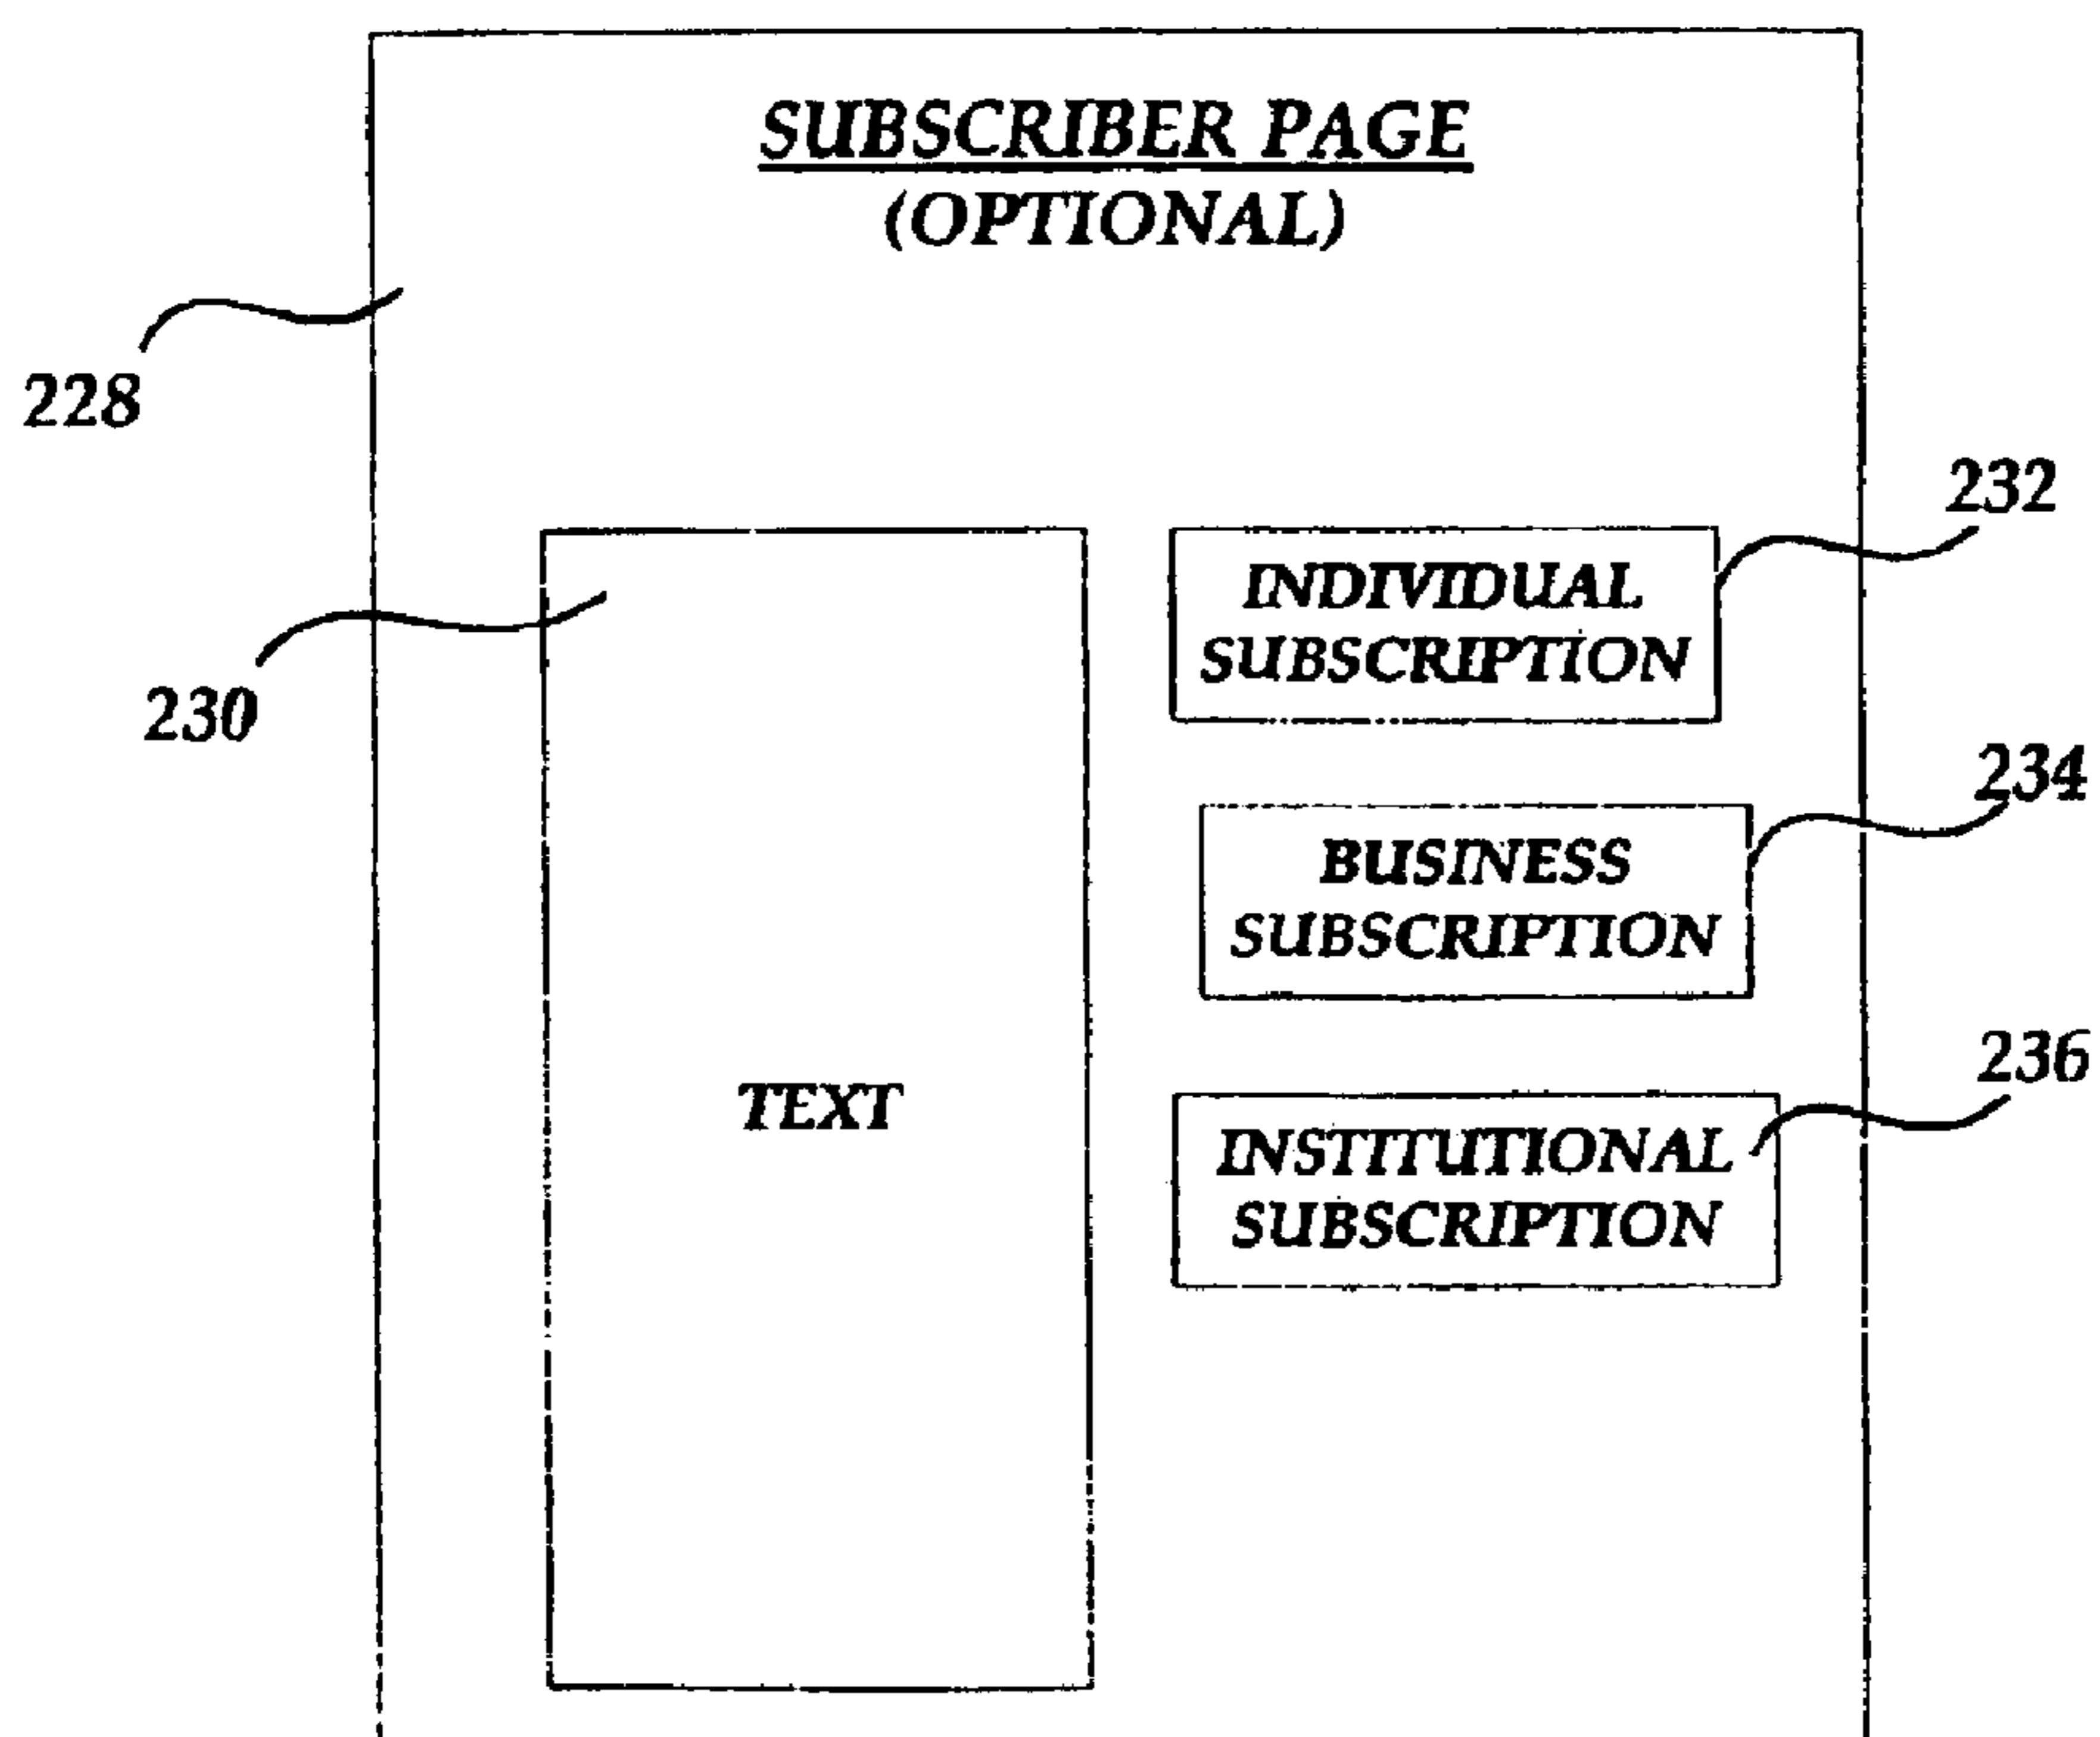 SUBSCRIBER PAGE
(OPTIONAL)
228
232
INDIVIDUAL
SUBSCRIPTION
230
234
BUSINESS
SUBSCRIPTION
236
TEXT
INSTITUTIONAL
SUBSCRIPTION